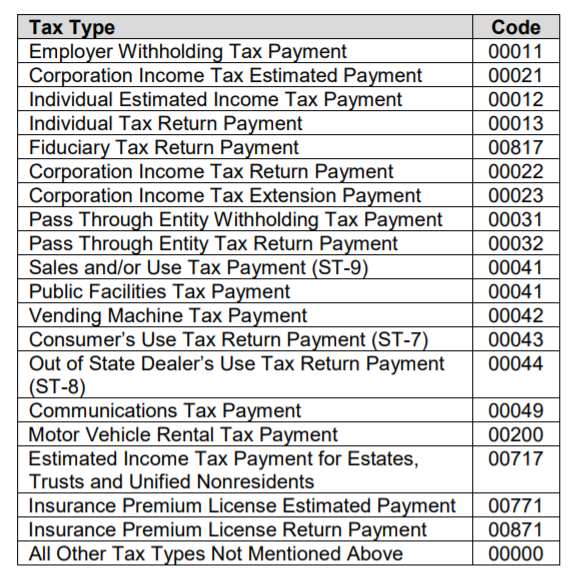 Tax Type Code
Employer Withholding Tax Payment 00011
Corporation Income Tax Estimated Payment 00021
Individual Estimated Income Tax Payment 00012
Individual Tax Return Payment 00013
Fiduciary Tax Return Payment 00817
Corporation Income Tax Return Payment 00022
Corporation Income Tax Extension Payment 00023
Pass Through Entity Withholding Tax Payment 00031
Pass Through Entity Tax Return Payment 00032
Sales and/or Use Tax Payment (ST-9) 00041
Public Facilities Tax Payment 00041
Vending Machine Tax Payment 00042
Consumer's Use Tax Return Payment (ST-7) 00043
Out of State Dealer's Use Tax Return Payment 00044
(ST-8)
Communications Tax Payment 00049
Motor Vehicle Rental Tax Payment 00200
Estimated Income Tax Payment for Estates, 00717
Trusts and Unified Nonresidents
Insurance Premium License Estimated Payment 00771
Insurance Premium License Return Payment 00871
All Other Tax Types Not Mentioned Above 00000